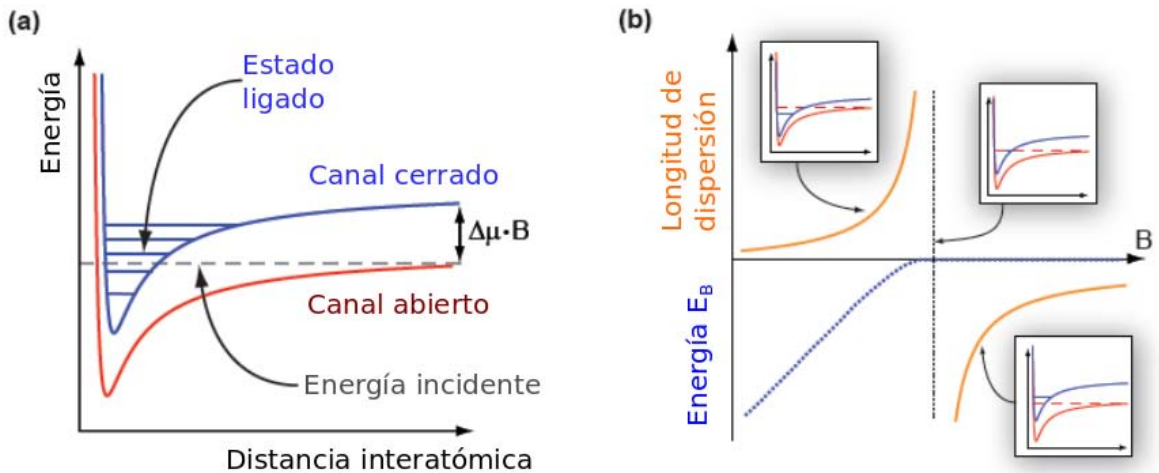 (a)
Energía
Estado
ligado
Canal cerrado
Δμ·B
Canal abierto
Energía incidente
Distancia interatómica
(b)
Longitud de
dispersión
B
Energía E_B